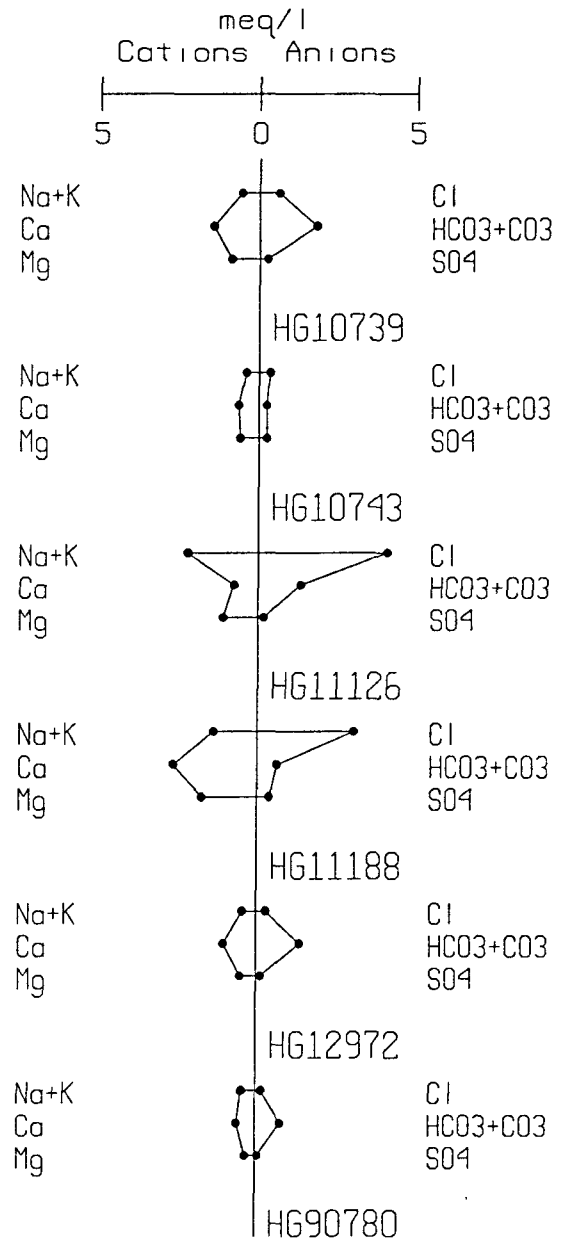 meq/l
Cations Anions
5 0 5
Na+K Cl
Ca HCO3+CO3
Mg SO4
HG10739
Na+K Cl
Ca HCO3+CO3
Mg SO4
HG10743
Na+K Cl
Ca HCO3+CO3
Mg SO4
HG11126
Na+K Cl
Ca HCO3+CO3
Mg SO4
HG11188
Na+K Cl
Ca HCO3+CO3
Mg SO4
HG12972
Na+K Cl
Ca HCO3+CO3
Mg SO4
HG90780